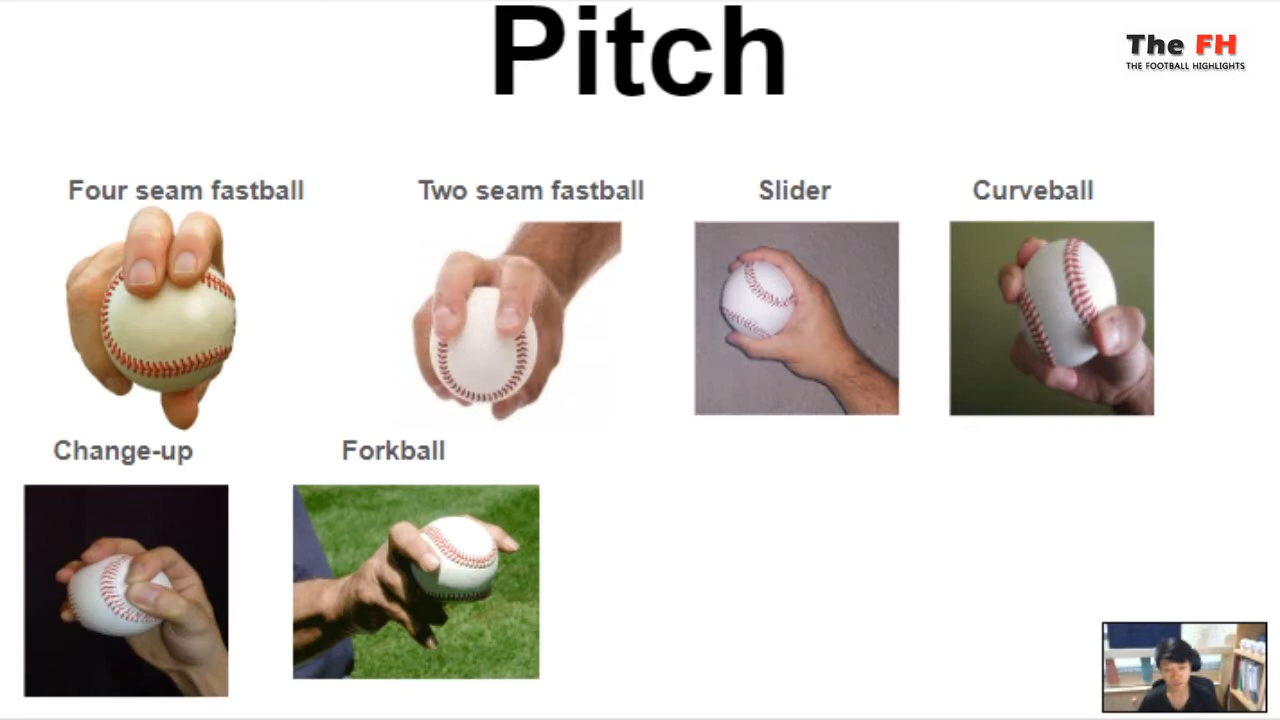 Pitch
The FH
THE FOOTBALL HIGHLIGHTS
Four seam fastball
Two seam fastball
Slider
Curveball
Change-up
Forkball